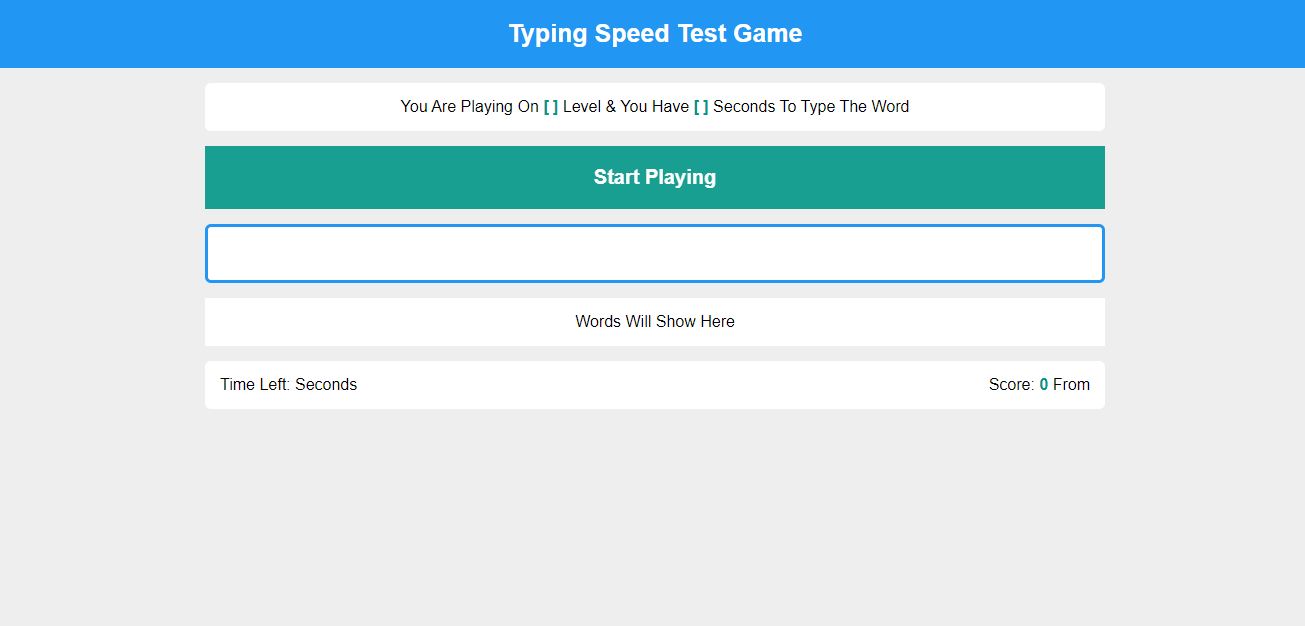 Typing Speed Test Game
You Are Playing On [ ] Level & You Have [ ] Seconds To Type The Word
Start Playing
Words Will Show Here
Time Left: Seconds
Score: 0 From